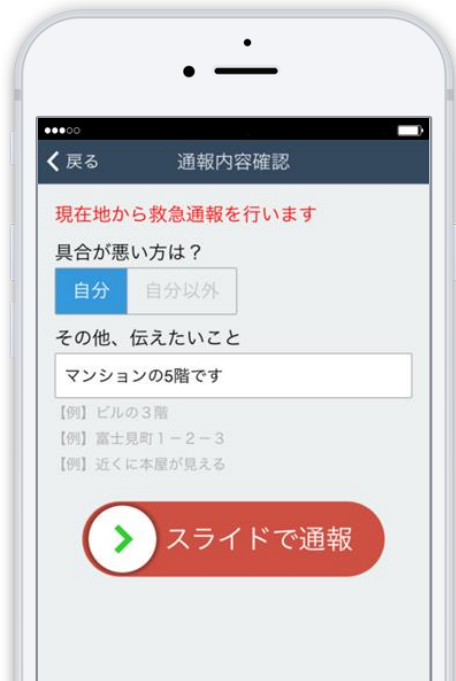 戻る
通報内容確認
現在地から救急通報を行います
具合が悪い方は？
自分
自分以外
その他、伝えたいこと
マンションの5階です
【例】ビルの３階
【例】富士見町１－２－３
【例】近くに本屋が見える
スライドで通報